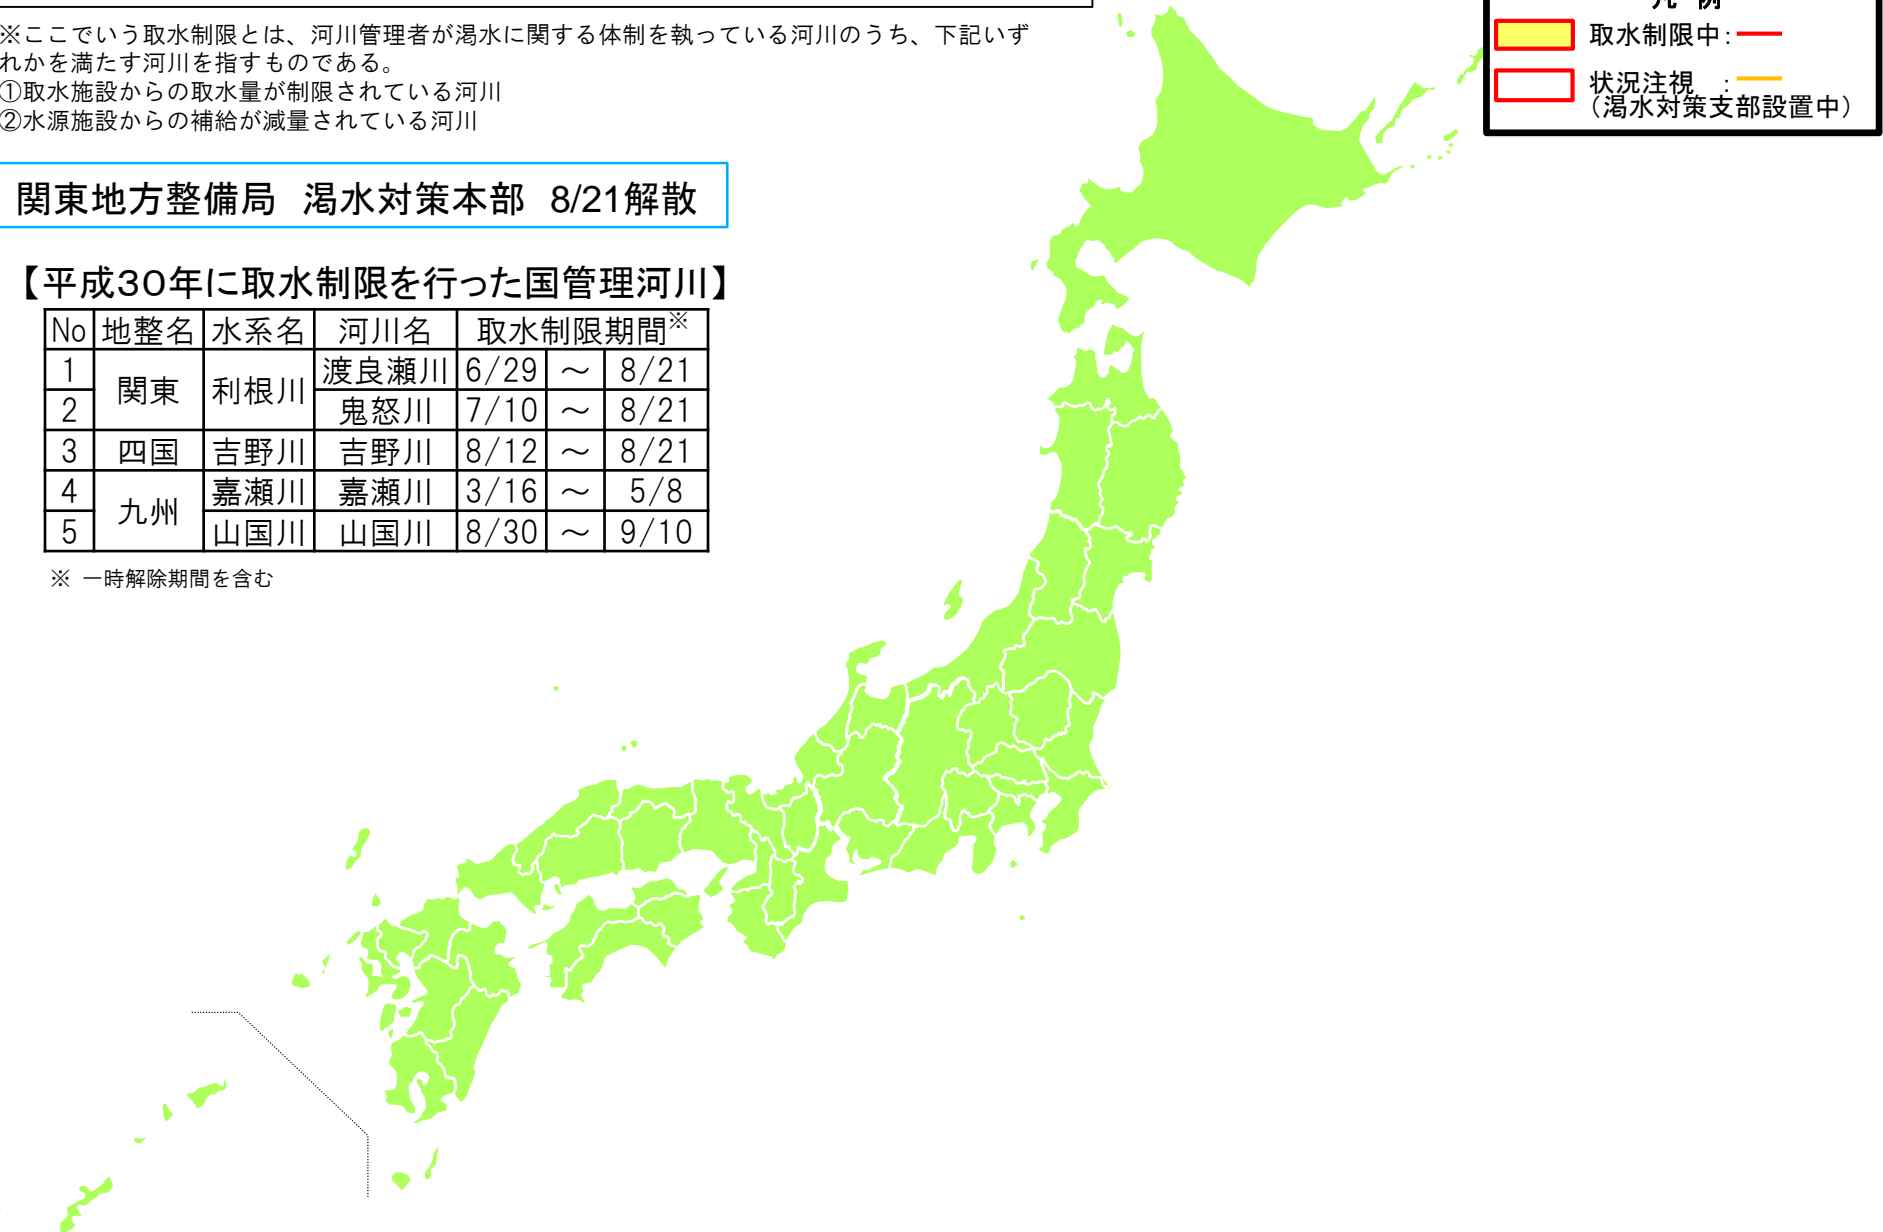 ※ここでいう取水制限とは、河川管理者が渇水に関する体制を執っている河川のうち、下記いず
れかを満たす河川を指すものである。
①取水施設からの取水量が制限されている河川
②水源施設からの補給が減量されている河川
凡 例
取水制限中：
状況注視 ：
（渇水対策支部設置中）
関東地方整備局 渇水対策本部 8/21解散
【平成30年に取水制限を行った国管理河川】
No 地整名 水系名 河川名 取水制限期間※
1 関東 利根川 渡良瀬川 6/29 ～ 8/21
2 鬼怒川 7/10 ～ 8/21
3 四国 吉野川 吉野川 8/12 ～ 8/21
4 九州 嘉瀬川 嘉瀬川 3/16 ～ 5/8
5 山国川 山国川 8/30 ～ 9/10
※ 一時解除期間を含む